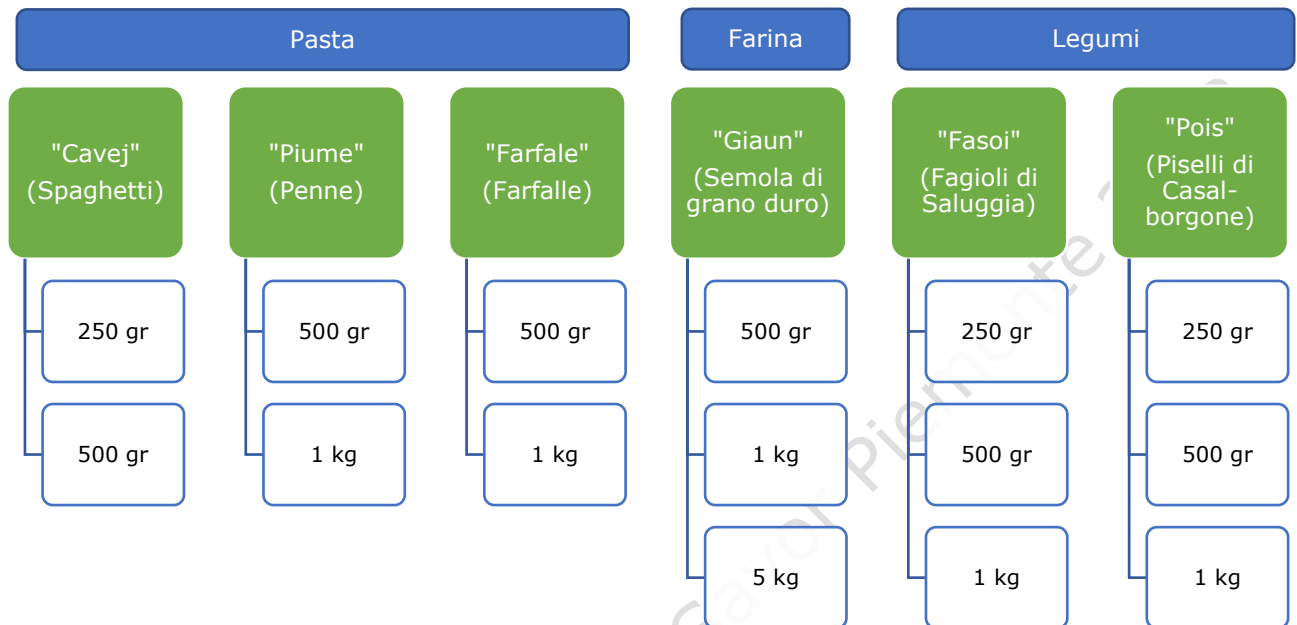 Pasta
Farina
Legumi
"Cavej"
(Spaghetti)
"Piume"
(Penne)
"Farfale"
(Farfalle)
"Giaun"
(Semola di
grano duro)
"Fasoi"
(Fagioli di
Saluggia)
"Pois"
(Piselli di
Casal-
borgone)
250 gr
500 gr
500 gr
500 gr
250 gr
250 gr
500 gr
1 kg
1 kg
1 kg
500 gr
500 gr
5 kg
1 kg
1 kg
Savor Piemonte